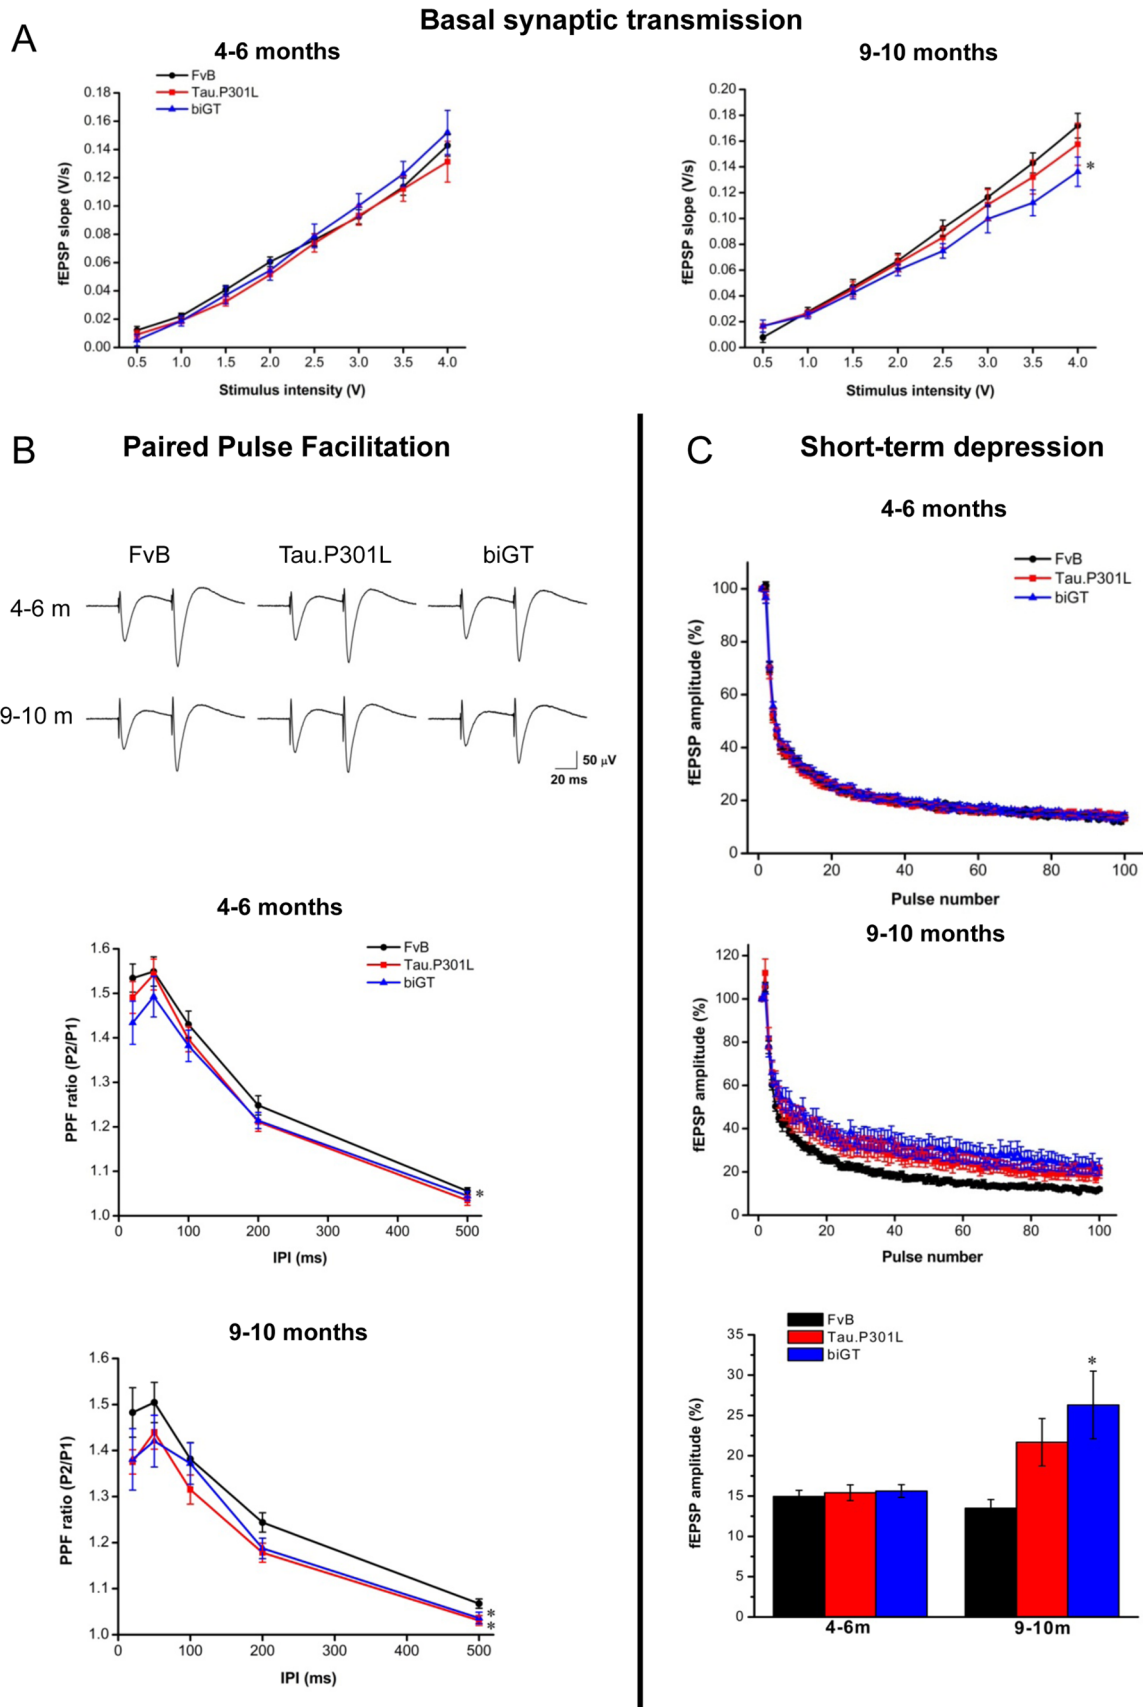 Basal synaptic transmission
A
4-6 months
FvB
Tau.P301L
biGT
0.18
0.16
0.14
0.12
0.10
0.08
0.06
0.04
0.02
0.00
fEPSP slope (V/s)
0.5 1.0 1.5 2.0 2.5 3.0 3.5 4.0
Stimulus intensity (V)
9-10 months
0.20
0.18
0.16
0.14
0.12
0.10
0.08
0.06
0.04
0.02
0.00
fEPSP slope (V/s)
*
0.5 1.0 1.5 2.0 2.5 3.0 3.5 4.0
Stimulus intensity (V)
B
Paired Pulse Facilitation
FvB Tau.P301L biGT
4-6 m
9-10 m
50 μV
20 ms
4-6 months
FvB
Tau.P301L
biGT
1.6
1.5
1.4
1.3
1.2
1.1
1.0
PPF ratio (P2/P1)
*
0 100 200 300 400 500
IPI (ms)
9-10 months
1.6
1.5
1.4
1.3
1.2
1.1
1.0
PPF ratio (P2/P1)
*
*
0 100 200 300 400 500
IPI (ms)
C
Short-term depression
4-6 months
FvB
Tau.P301L
biGT
100
80
60
40
20
0
fEPSP amplitude (%)
0 20 40 60 80 100
Pulse number
9-10 months
120
100
80
60
40
20
0
fEPSP amplitude (%)
0 20 40 60 80 100
Pulse number
FvB
Tau.P301L
biGT
35
30
25
20
15
10
5
0
fEPSP amplitude (%)
*
4-6m 9-10m